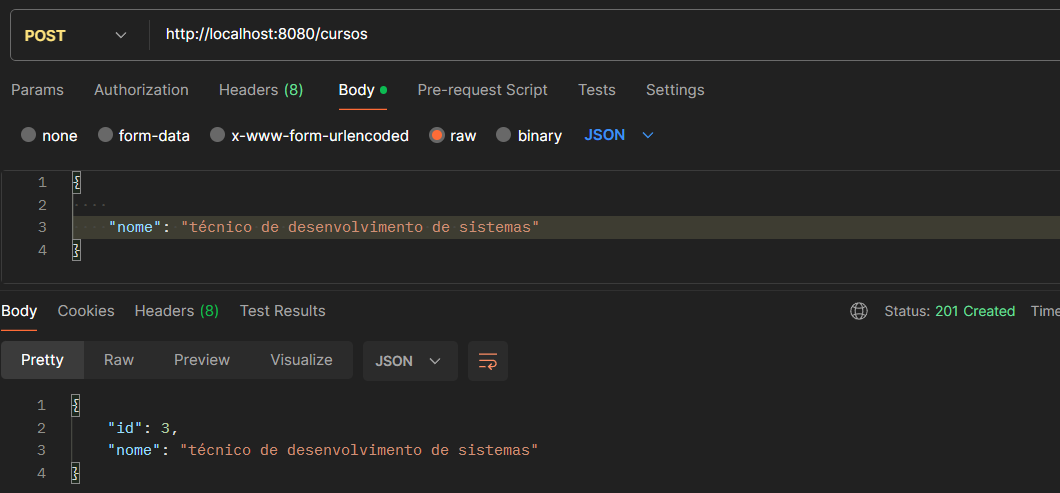 POST http://localhost:8080/cursos
Params Authorization Headers (8) Body Pre-request Script Tests Settings
none form-data x-www-form-urlencoded raw binary JSON
1 {
2
3 "nome": "técnico de desenvolvimento de sistemas"
4 }
Body Cookies Headers (8) Test Results Status: 201 Created Time
Pretty Raw Preview Visualize JSON
1 {
2 "id": 3,
3 "nome": "técnico de desenvolvimento de sistemas"
4 }